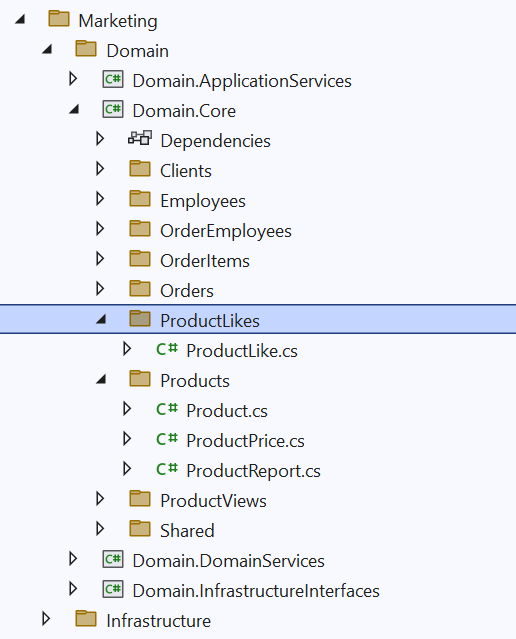 Marketing
Domain
C# Domain.ApplicationServices
C# Domain.Core
Dependencies
Clients
Employees
OrderEmployees
OrderItems
Orders
ProductLikes
C# ProductLike.cs
Products
C# Product.cs
C# ProductPrice.cs
C# ProductReport.cs
ProductViews
Shared
C# Domain.DomainServices
C# Domain.InfrastructureInterfaces
Infrastructure